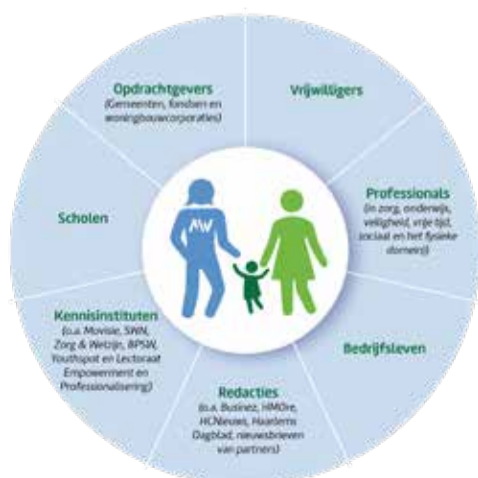 Opdrachtgevers
(Gemeenten, fondsen en
woningbouwcorporaties)
Vrijwilligers
Professionals
(in zorg, onderwijs,
veiligheid, vrije tijd,
sociaal en het fysieke
domein)
Bedrijfsleven
Redacties
(o.a. Businez, HMDre,
HCNieuws, Haarlems
Dagblad, nieuwsbrieven
van partners)
Kennisinstituten
(o.a. Movisie, SWN,
Zorg & Welzijn, BPSW,
Youthspot en Lectoraat
Empowerment en
Professionalisering)
Scholen